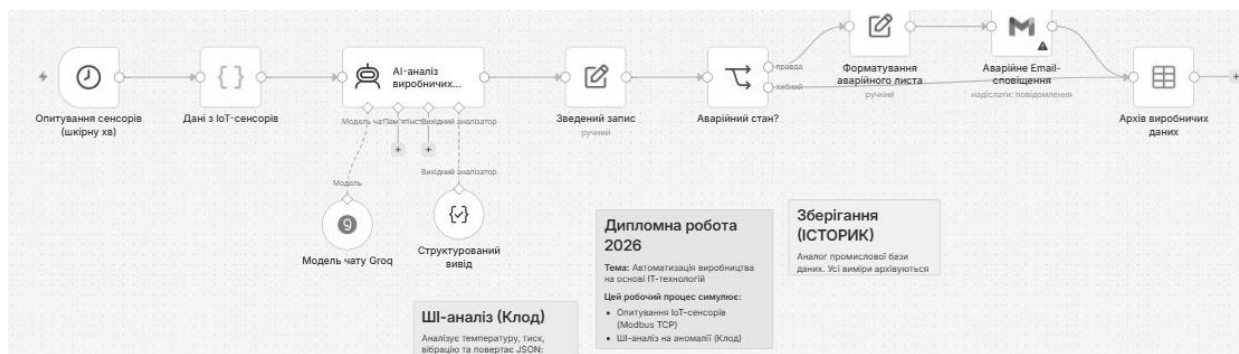 Опитування сенсорів
(шкірну хв)
{ }
Дані з IoT-сенсорів
AI-аналіз
виробничих...
Вихідний аналізатор
+
+
Вихідний аналізатор
Модель
Модель чату Groq
Структурований
вивід
Зведений запис
ручний
Аварійний стан?
правда
хибний
Форматування
аварійного листа
ручний
Аварійне Email-
сповіщення
надіслати: повідомлення
Архів виробничих
даних
+
ШІ-аналіз (Клод)
Аналізує температуру, тиск,
вібрацію та повертає JSON:
Дипломна робота
2026
Тема: Автоматизація виробництва
на основі IT-технологій
Цей робочий процес симулює:
• Опитування IoT-сенсорів
(Modbus TCP)
• ШІ-аналіз на аномалії (Клод)
Зберігання
(ІСТОРИК)
Аналог промислової бази
даних. Усі виміри архівуються